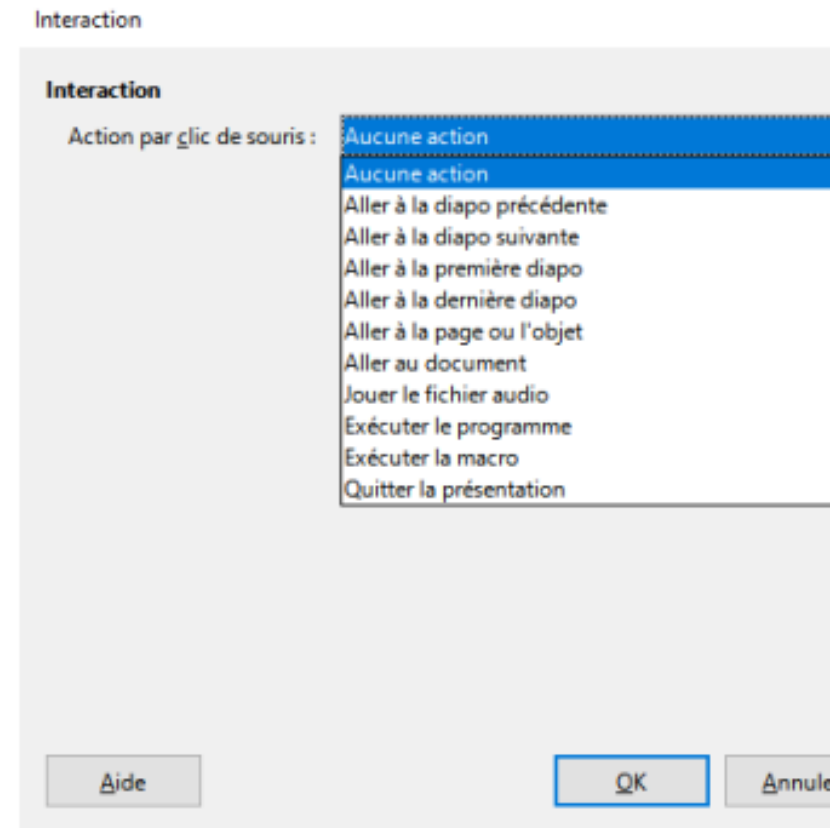 Interaction
Interaction
Action par clic de souris : Aucune action
Aucune action
Aller à la diapo précédente
Aller à la diapo suivante
Aller à la première diapo
Aller à la dernière diapo
Aller à la page ou l'objet
Aller au document
Jouer le fichier audio
Exécuter le programme
Exécuter la macro
Quitter la présentation
Aide OK Annule